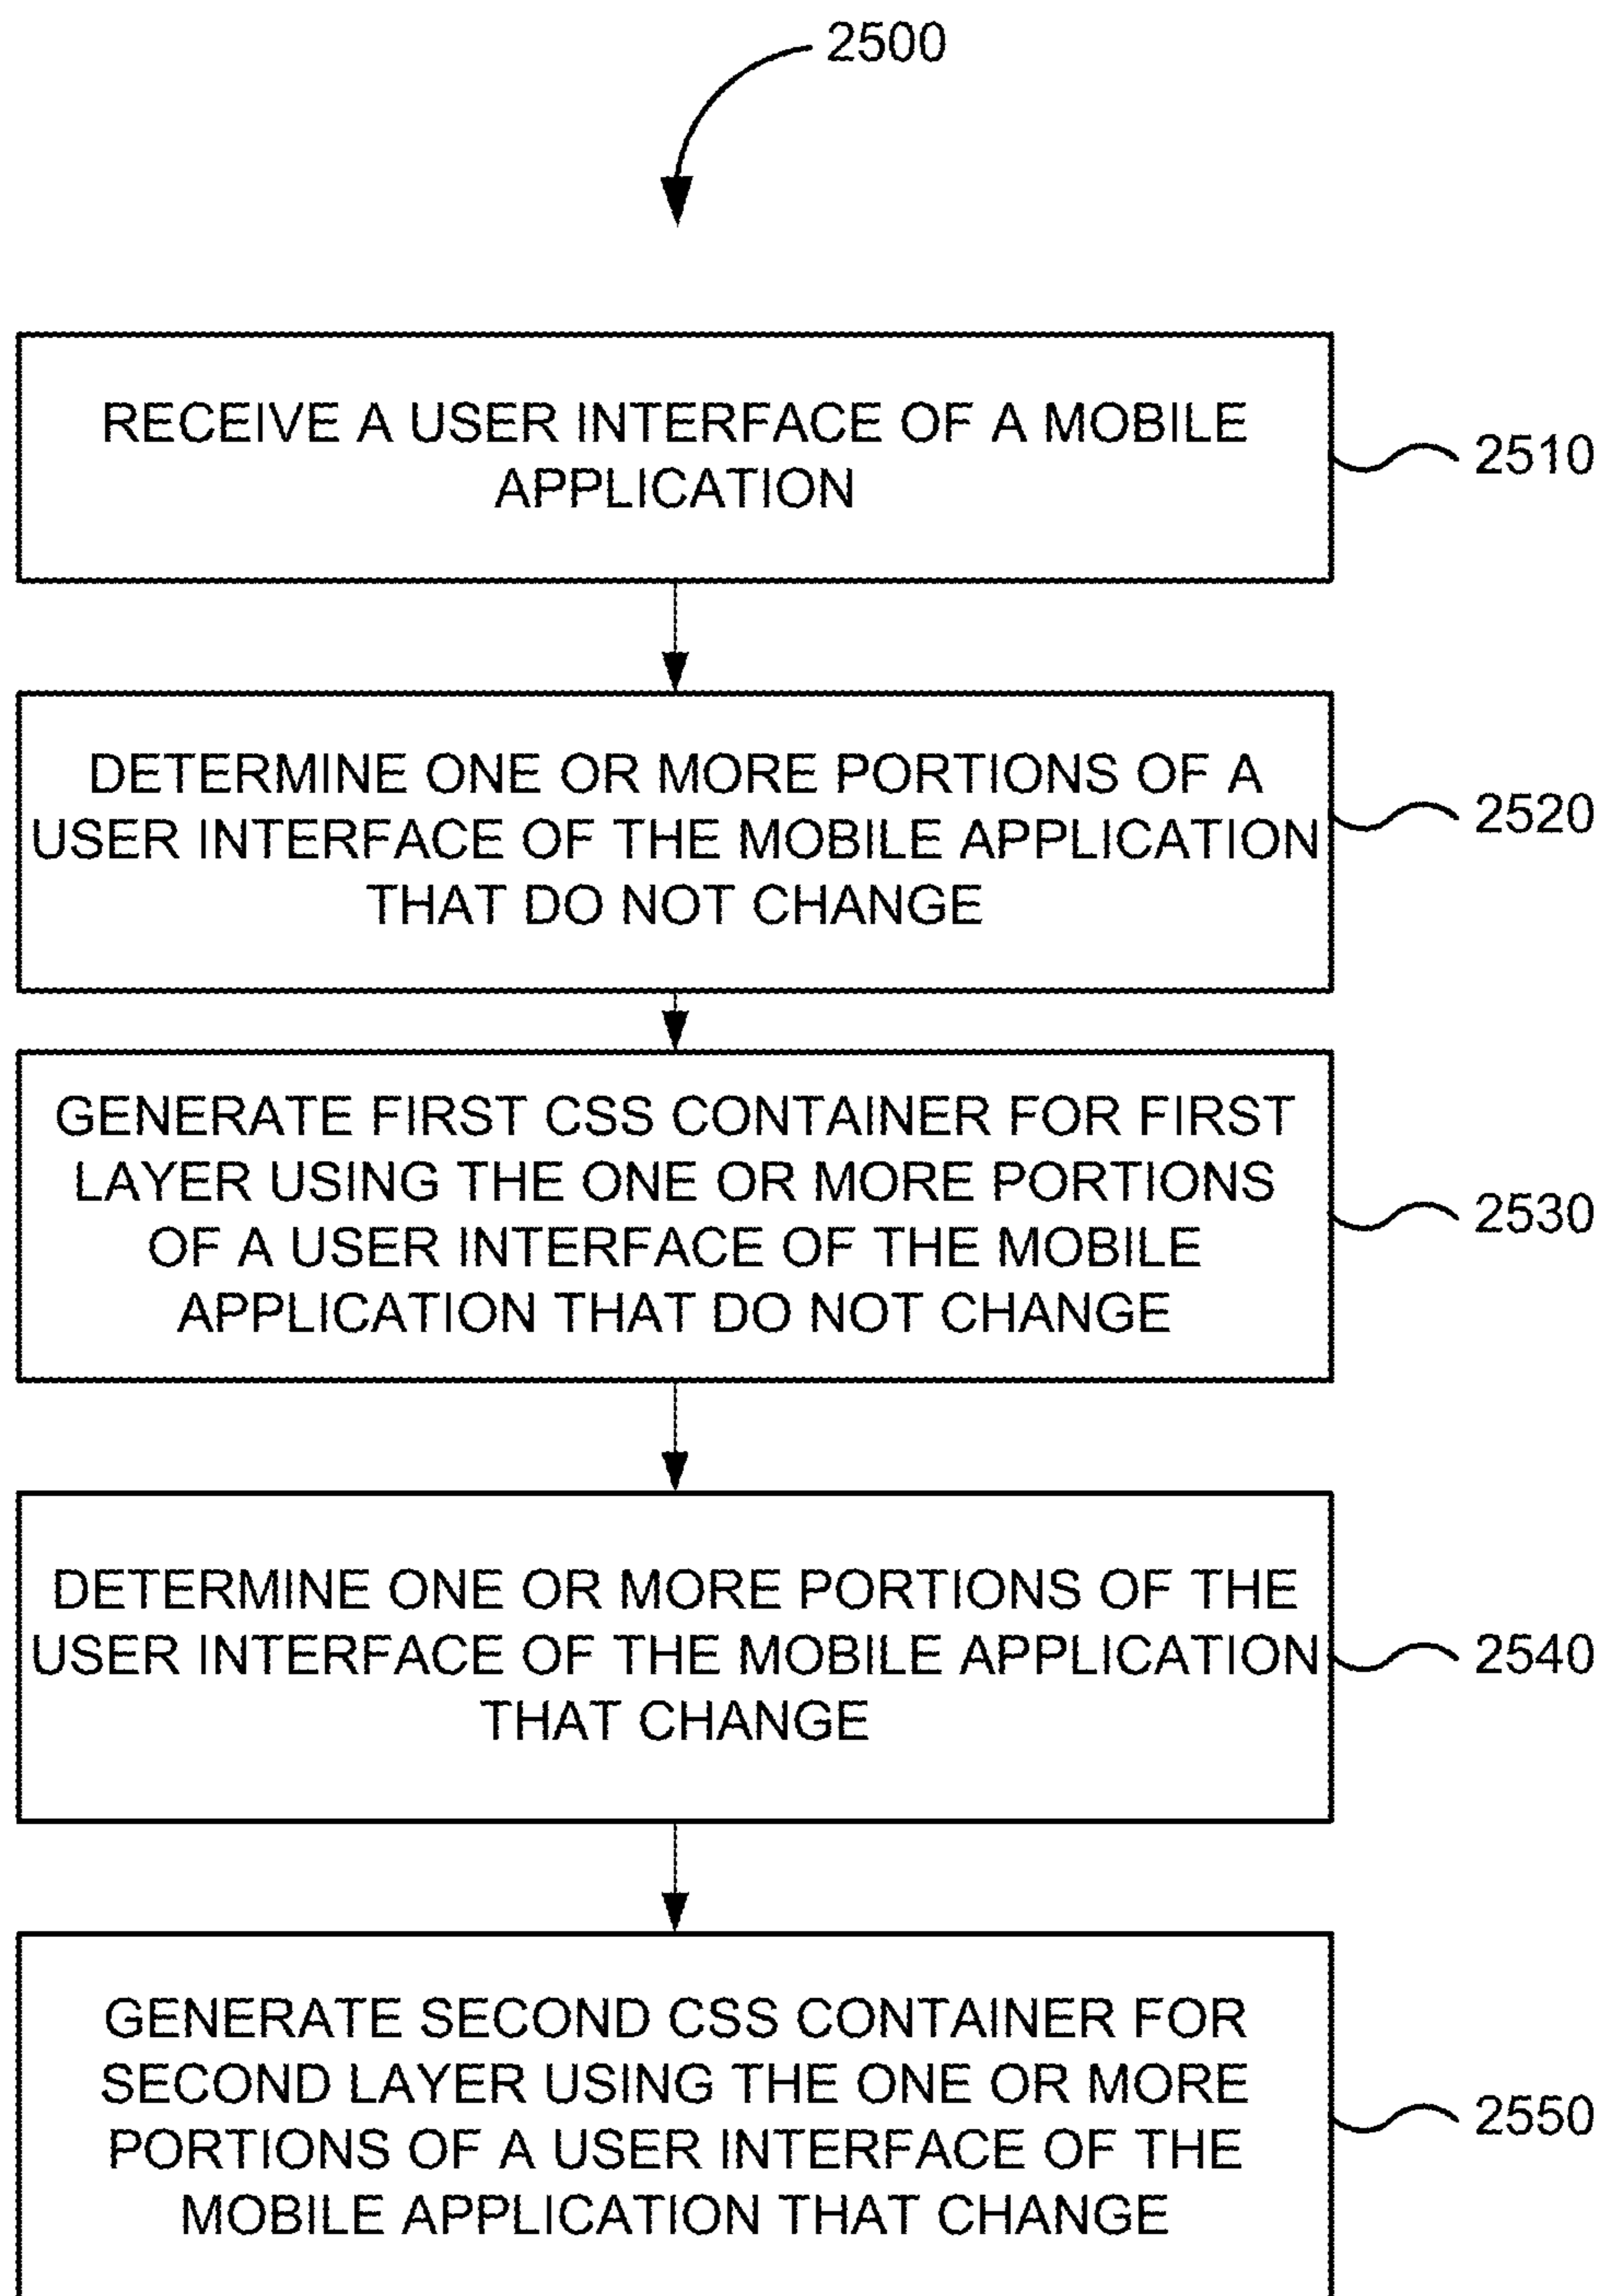 2500
RECEIVE A USER INTERFACE OF A MOBILE
APPLICATION
2510
DETERMINE ONE OR MORE PORTIONS OF A
USER INTERFACE OF THE MOBILE APPLICATION
THAT DO NOT CHANGE
2520
GENERATE FIRST CSS CONTAINER FOR FIRST
LAYER USING THE ONE OR MORE PORTIONS
OF A USER INTERFACE OF THE MOBILE
APPLICATION THAT DO NOT CHANGE
2530
DETERMINE ONE OR MORE PORTIONS OF THE
USER INTERFACE OF THE MOBILE APPLICATION
THAT CHANGE
2540
GENERATE SECOND CSS CONTAINER FOR
SECOND LAYER USING THE ONE OR MORE
PORTIONS OF A USER INTERFACE OF THE
MOBILE APPLICATION THAT CHANGE
2550